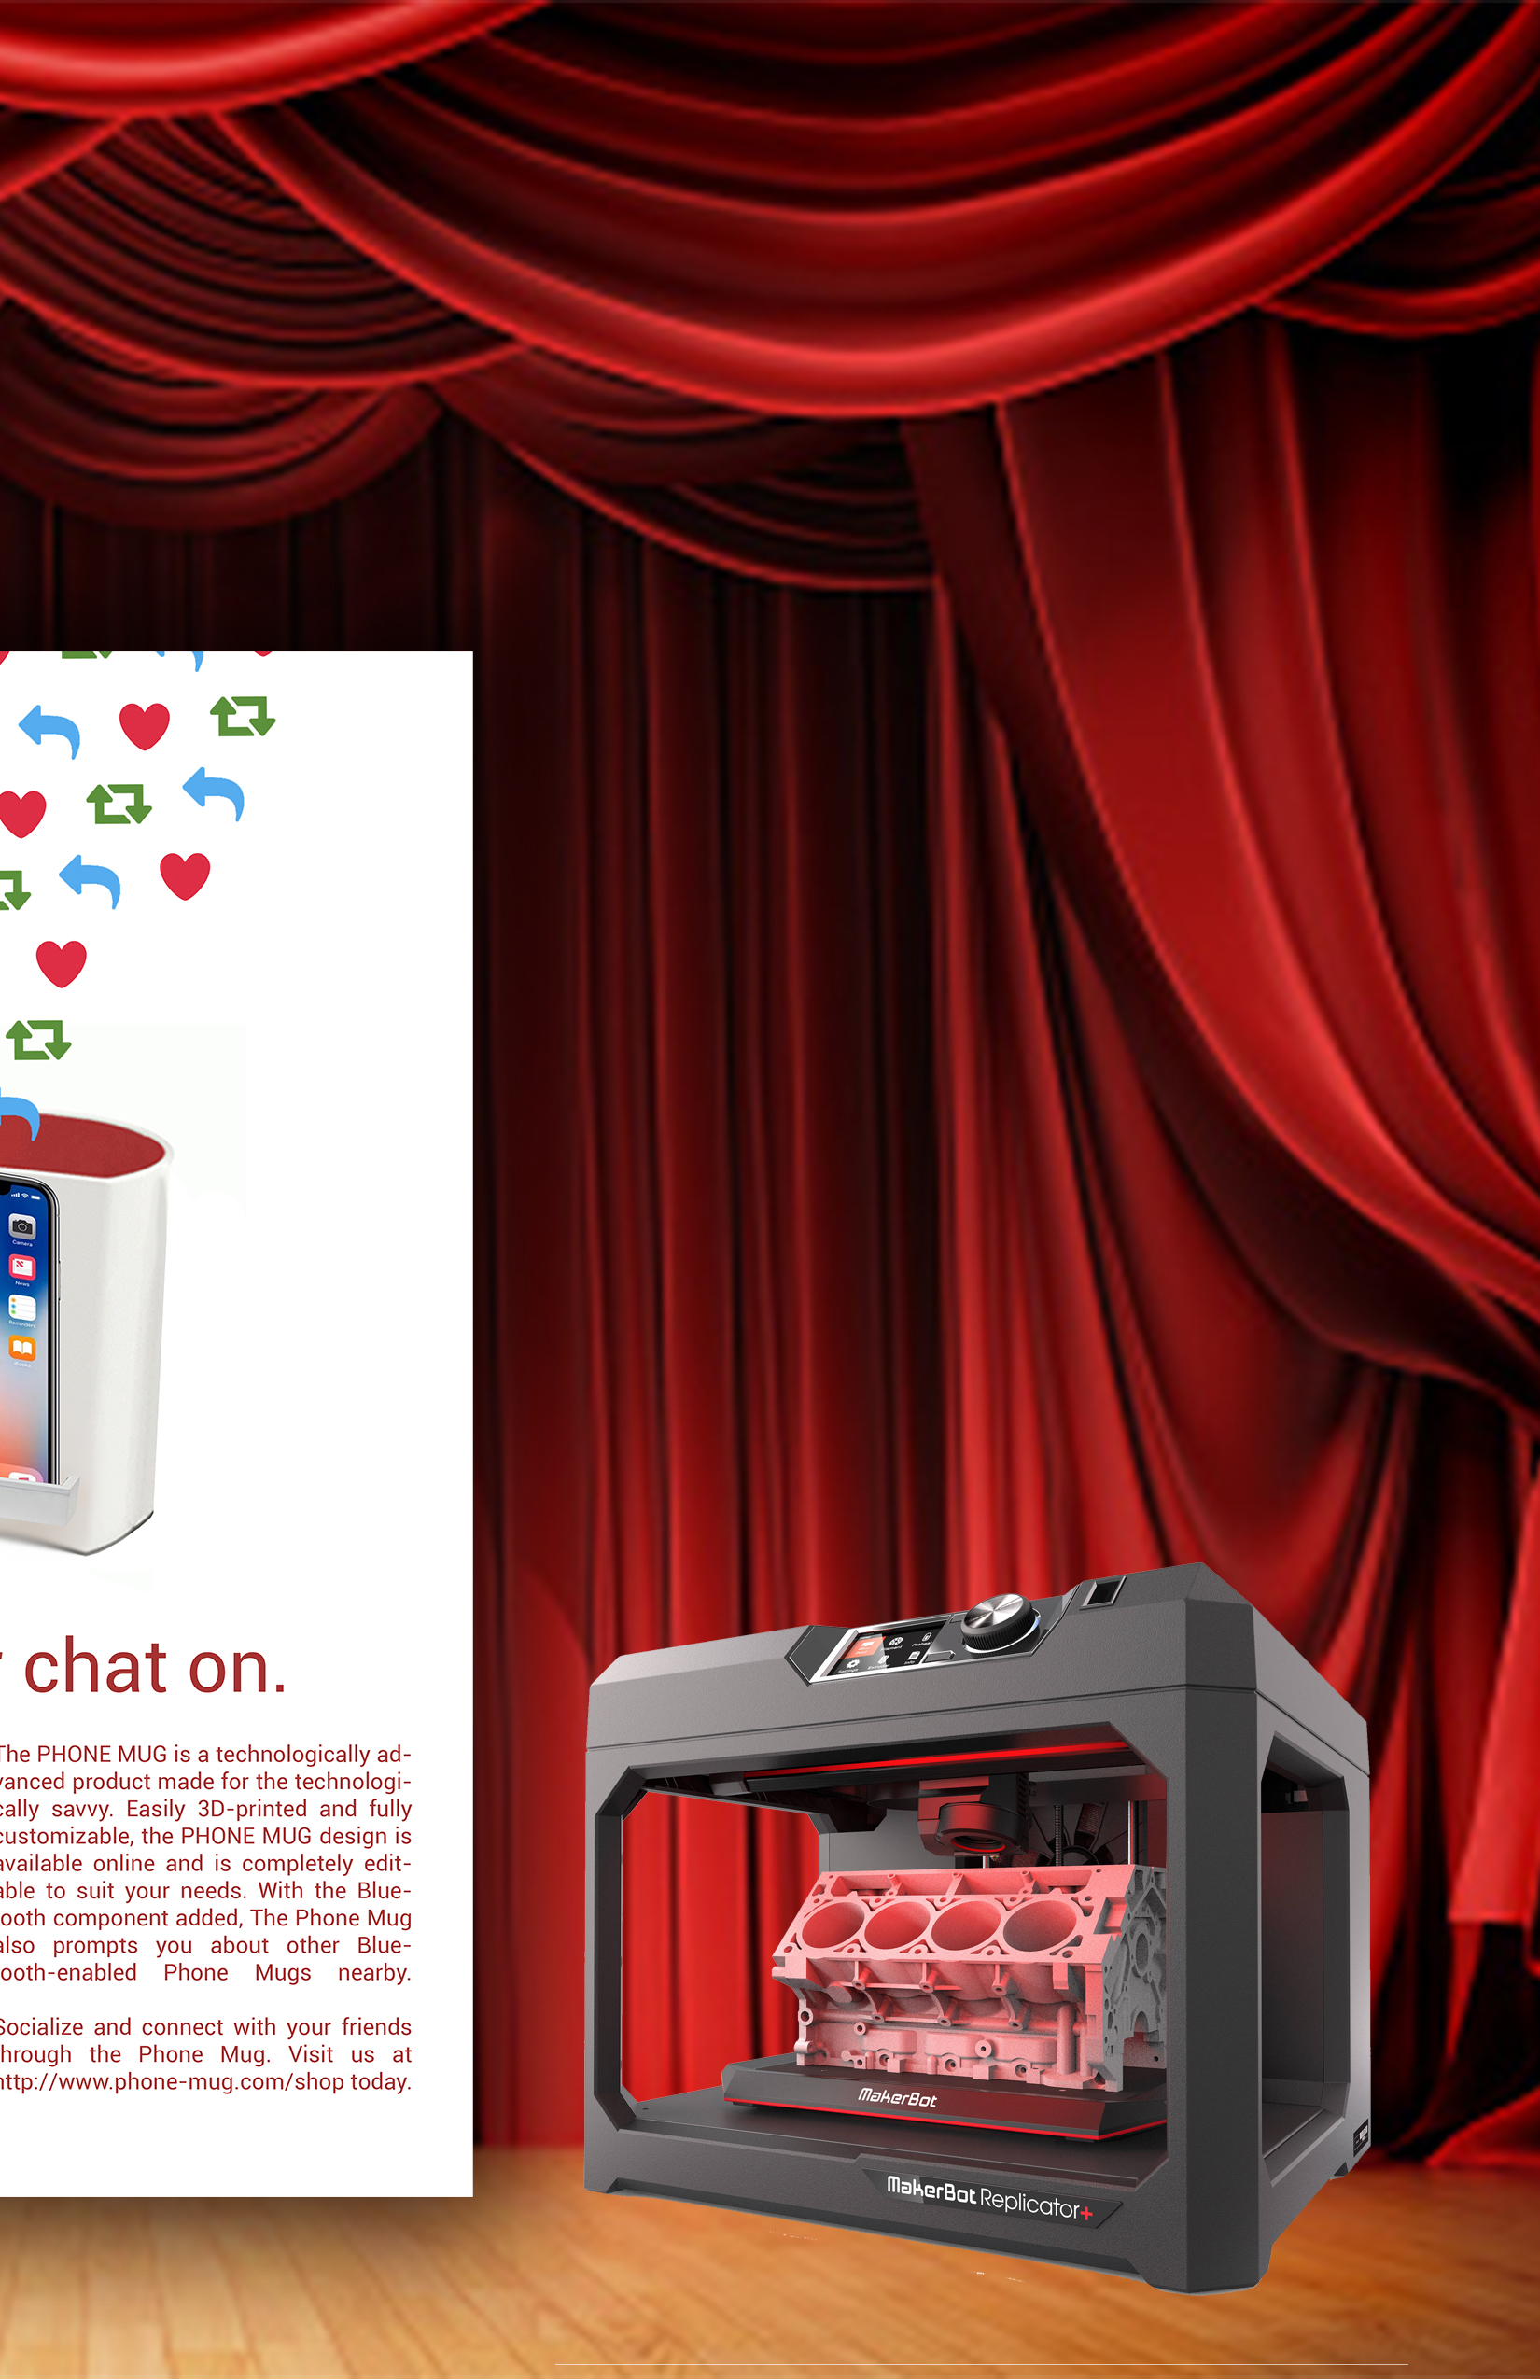 Camera
News
Reminders
iBooks
chat on.
The PHONE MUG is a technologically ad-
vanced product made for the technologi-
cally savvy. Easily 3D-printed and fully
customizable, the PHONE MUG design is
available online and is completely edit-
able to suit your needs. With the Blue-
tooth component added, The Phone Mug
also prompts you about other Blue-
tooth-enabled Phone Mugs nearby.
Socialize and connect with your friends
through the Phone Mug. Visit us at
http://www.phone-mug.com/shop today.
MakerBot
MakerBot Replicator+